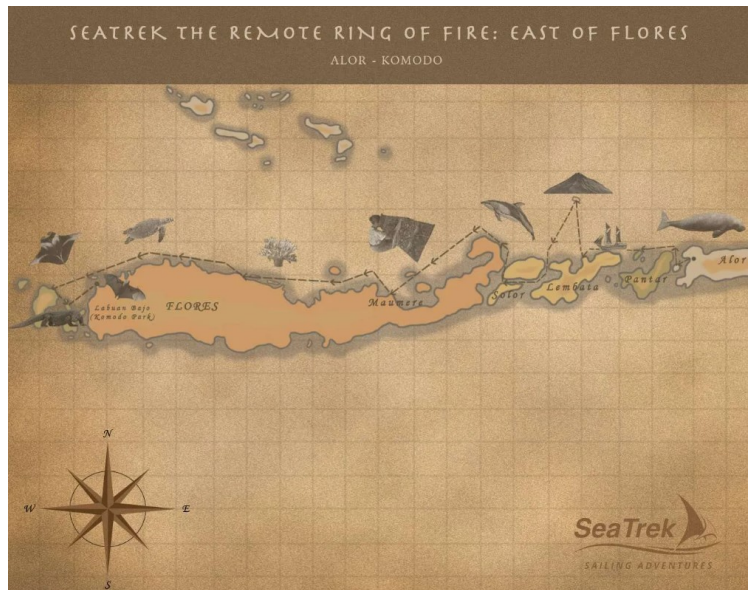 SEATREK THE REMOTE RING OF FIRE: EAST OF FLORES
ALOR - KOMODO
Alor
Pantar
Lembata
Solor
Maumere
FLORES
Labuan Bajo
(Komodo Park)
N
W
E
S
SeaTrek
SAILING ADVENTURES